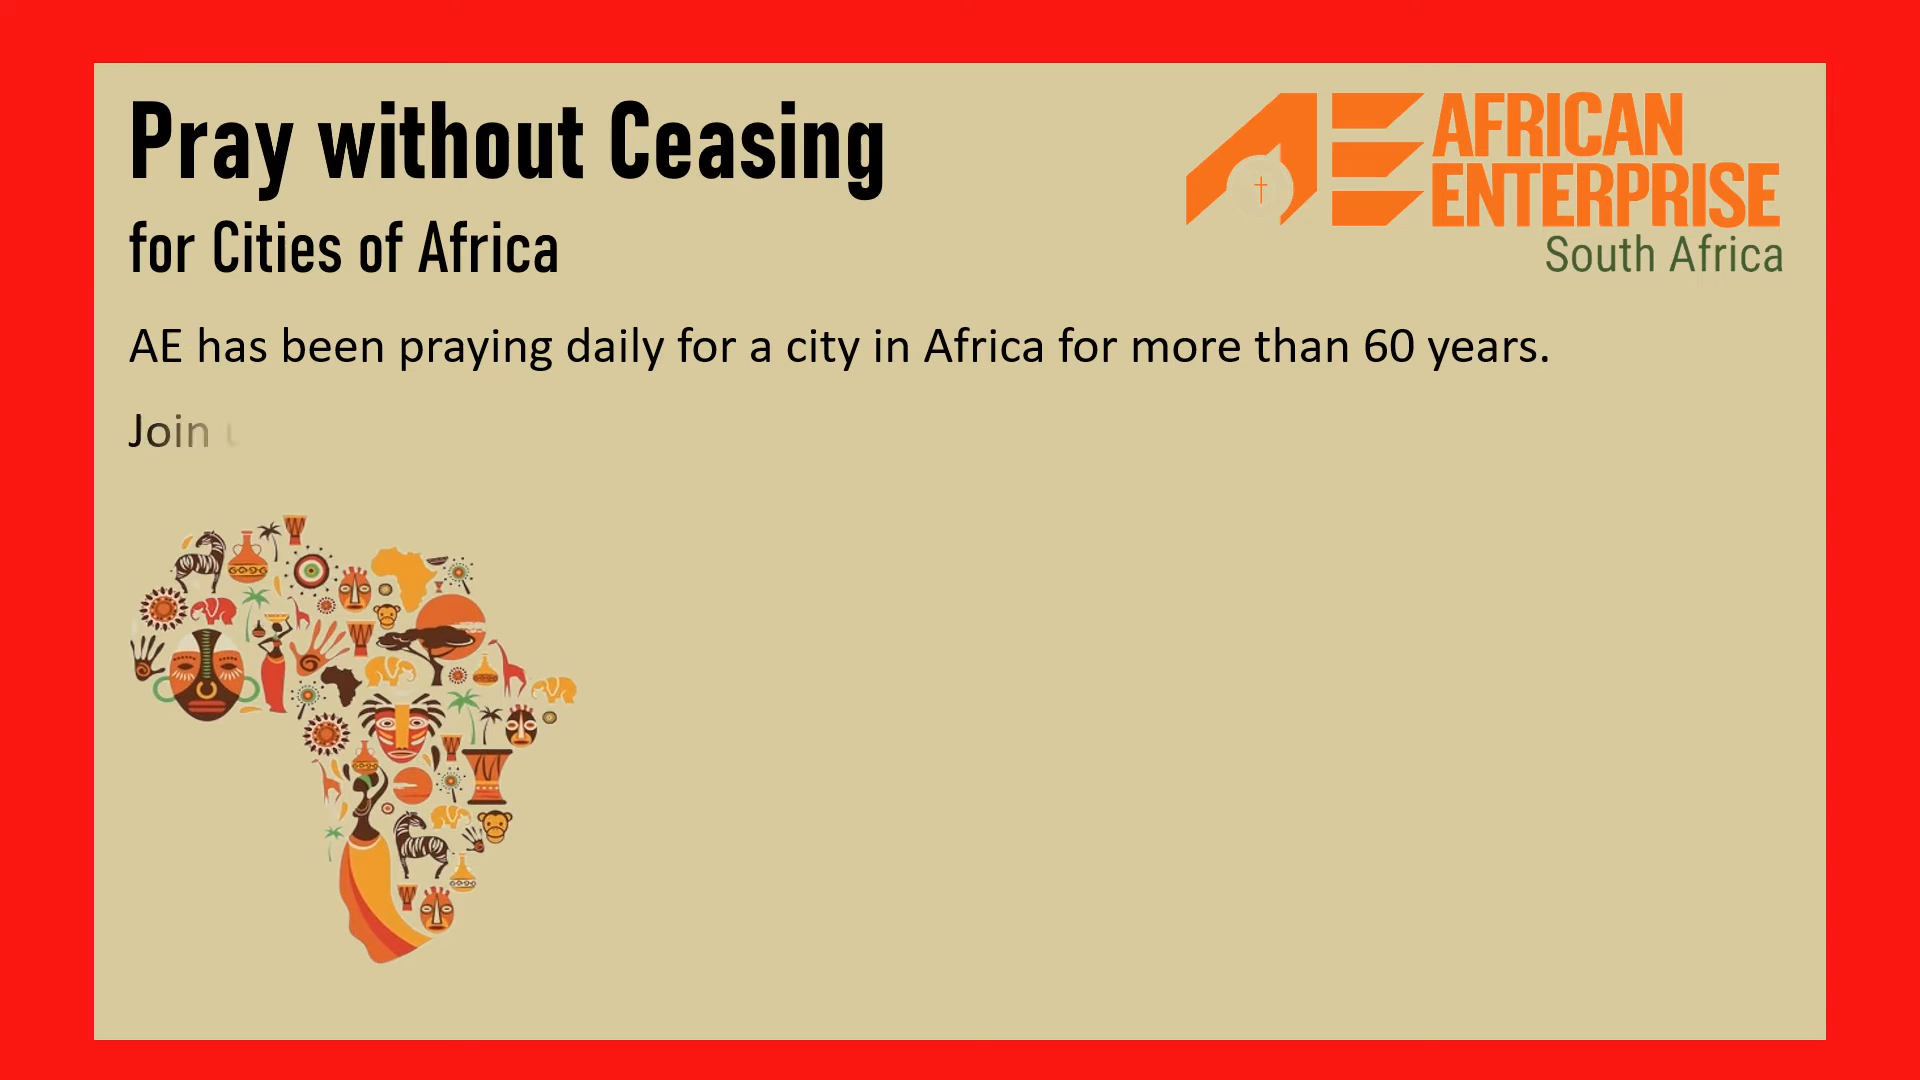 Pray without Ceasing
for Cities of Africa
AFRICAN
ENTERPRISE
South Africa
AE has been praying daily for a city in Africa for more than 60 years.
Join